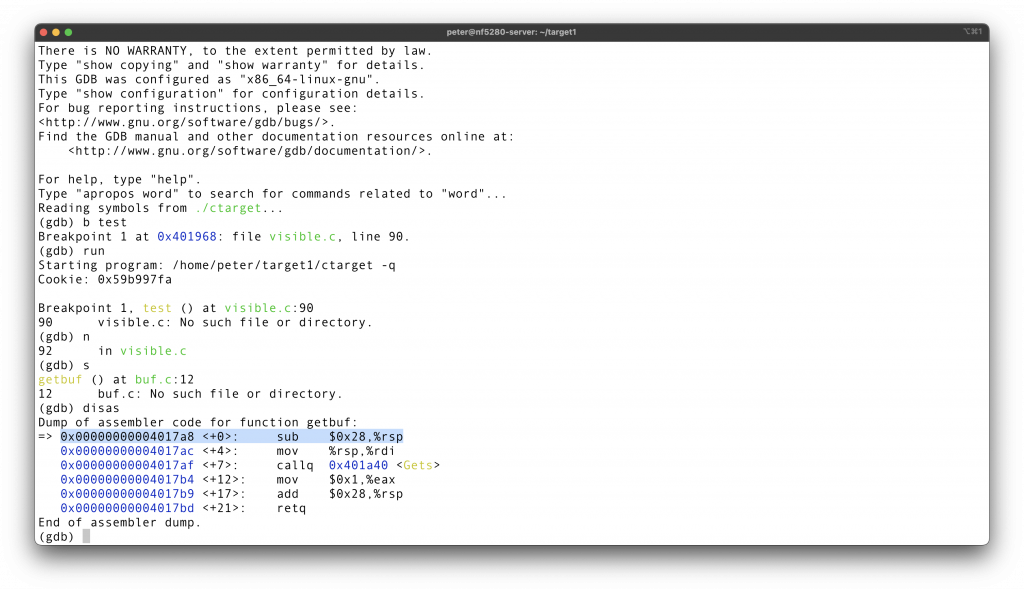 peter@nf5280-server: ~/target1
⌥⌘1
There is NO WARRANTY, to the extent permitted by law.
Type "show copying" and "show warranty" for details.
This GDB was configured as "x86_64-linux-gnu".
Type "show configuration" for configuration details.
For bug reporting instructions, please see:
<http://www.gnu.org/software/gdb/bugs/>.
Find the GDB manual and other documentation resources online at:
    <http://www.gnu.org/software/gdb/documentation/>.

For help, type "help".
Type "apropos word" to search for commands related to "word"...
Reading symbols from ./ctarget...
(gdb) b test
Breakpoint 1 at 0x401968: file visible.c, line 90.
(gdb) run
Starting program: /home/peter/target1/ctarget -q
Cookie: 0x59b997fa

Breakpoint 1, test () at visible.c:90
90      visible.c: No such file or directory.
(gdb) n
92      in visible.c
(gdb) s
getbuf () at buf.c:12
12      buf.c: No such file or directory.
(gdb) disas
Dump of assembler code for function getbuf:
=> 0x00000000004017a8 <+0>:     sub    $0x28,%rsp
   0x00000000004017ac <+4>:     mov    %rsp,%rdi
   0x00000000004017af <+7>:     callq  0x401a40 <Gets>
   0x00000000004017b4 <+12>:    mov    $0x1,%eax
   0x00000000004017b9 <+17>:    add    $0x28,%rsp
   0x00000000004017bd <+21>:    retq
End of assembler dump.
(gdb)